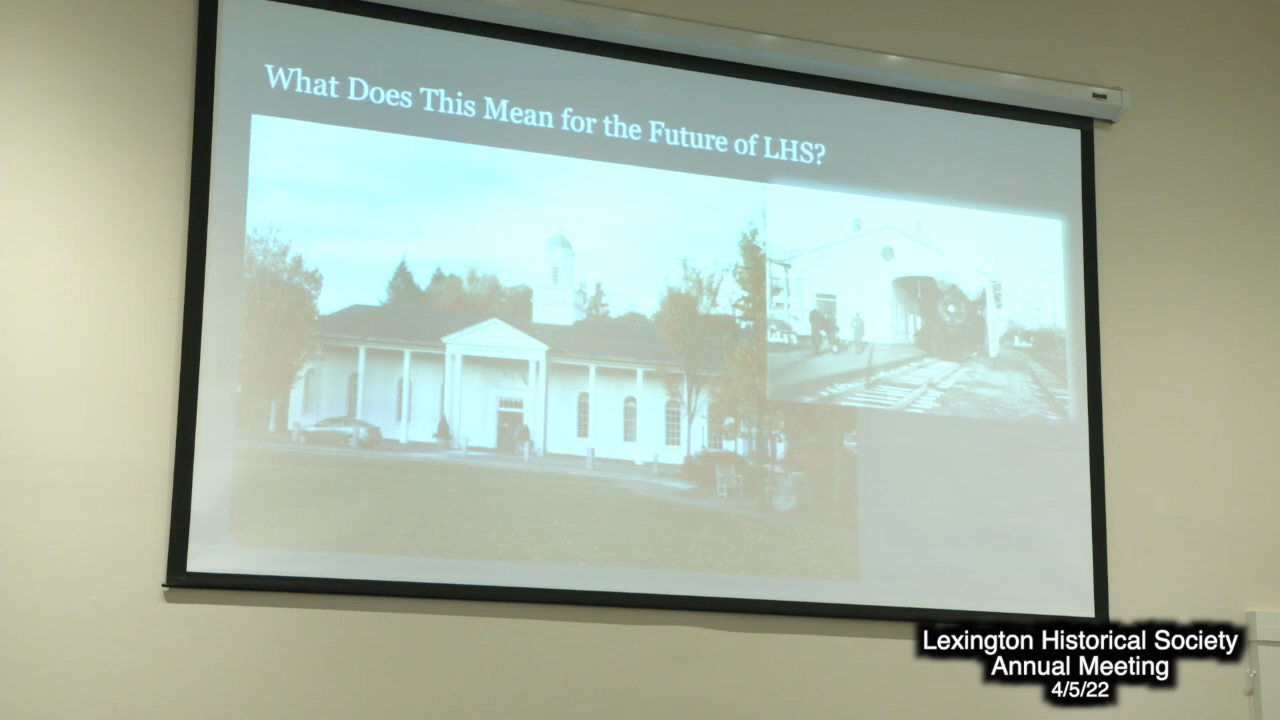 What Does This Mean for the Future of LHS?
Lexington Historical Society
Annual Meeting
4/5/22